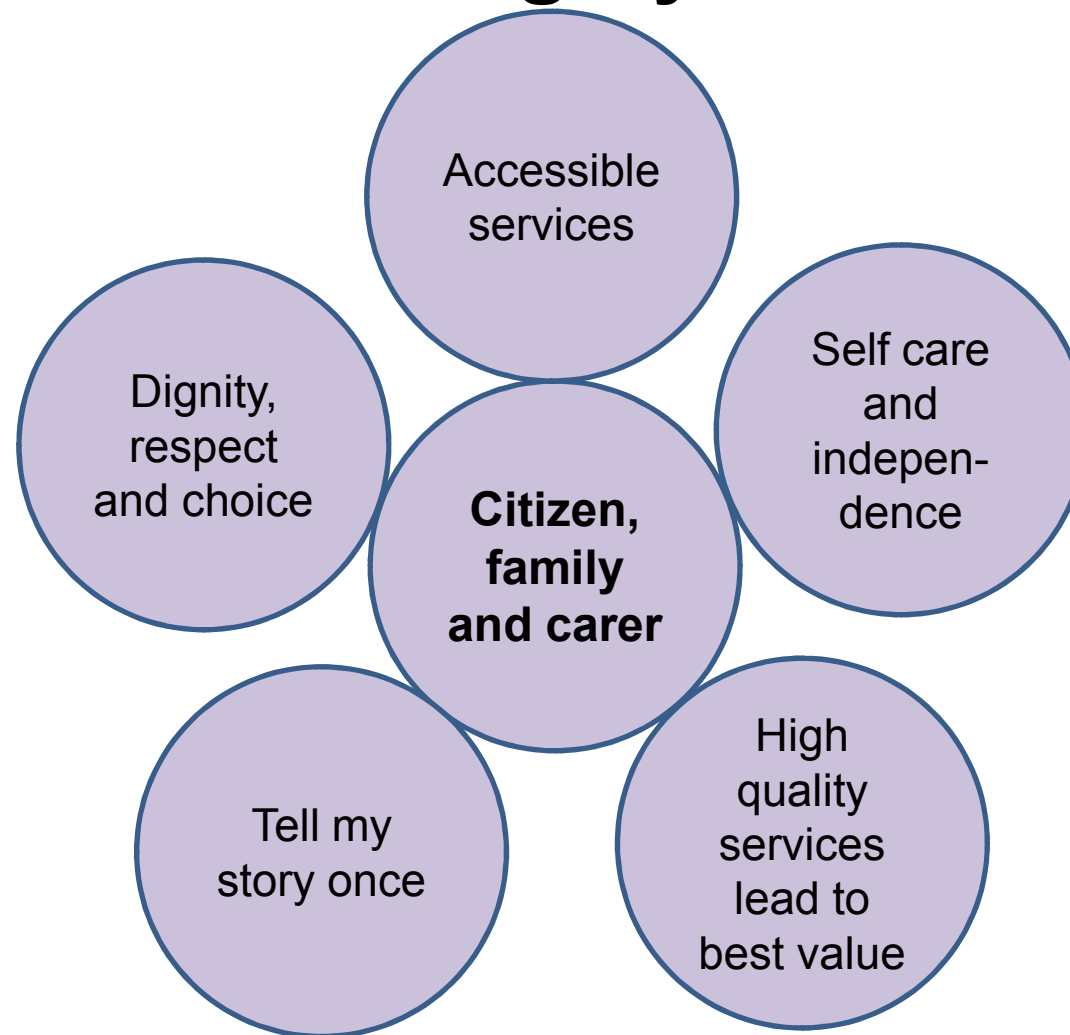 Accessible
services
Self care
and
indepen-
dence
Dignity,
respect
and choice
Citizen,
family
and carer
High
quality
services
lead to
best value
Tell my
story once